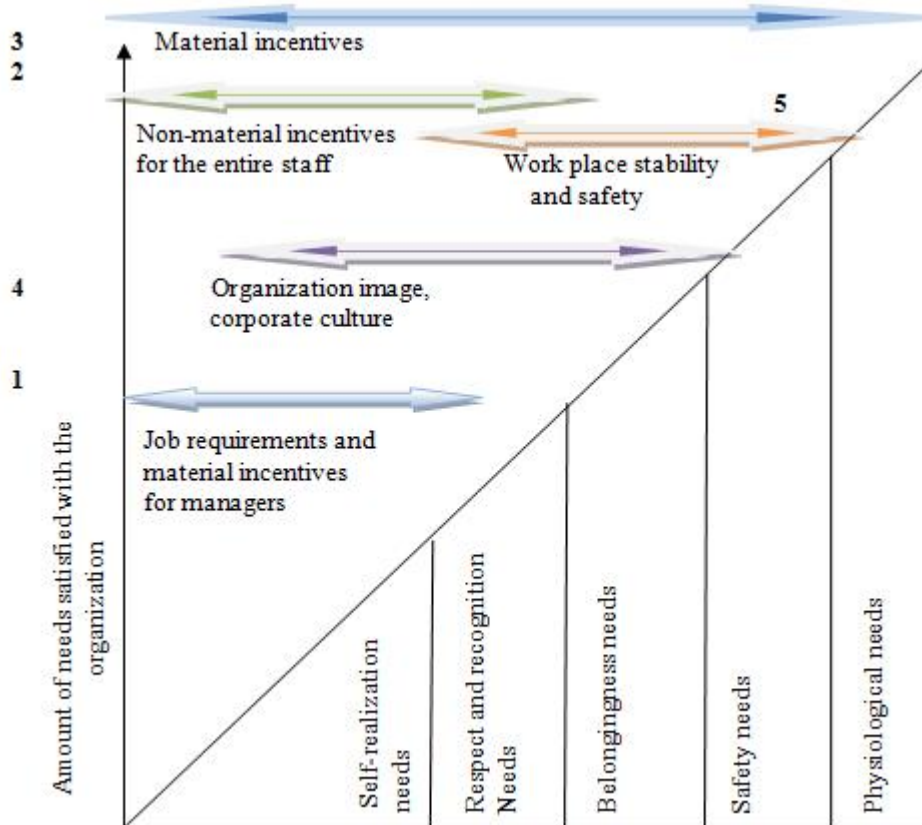 3
Material incentives
2
5
Non-material incentives
for the entire staff
Work place stability
and safety
4
Organization image,
corporate culture
1
Job requirements and
material incentives
for managers
Amount of needs satisfied with the
organization
Self-realization
needs
Respect and recognition
Needs
Belongingness needs
Safety needs
Physiological needs